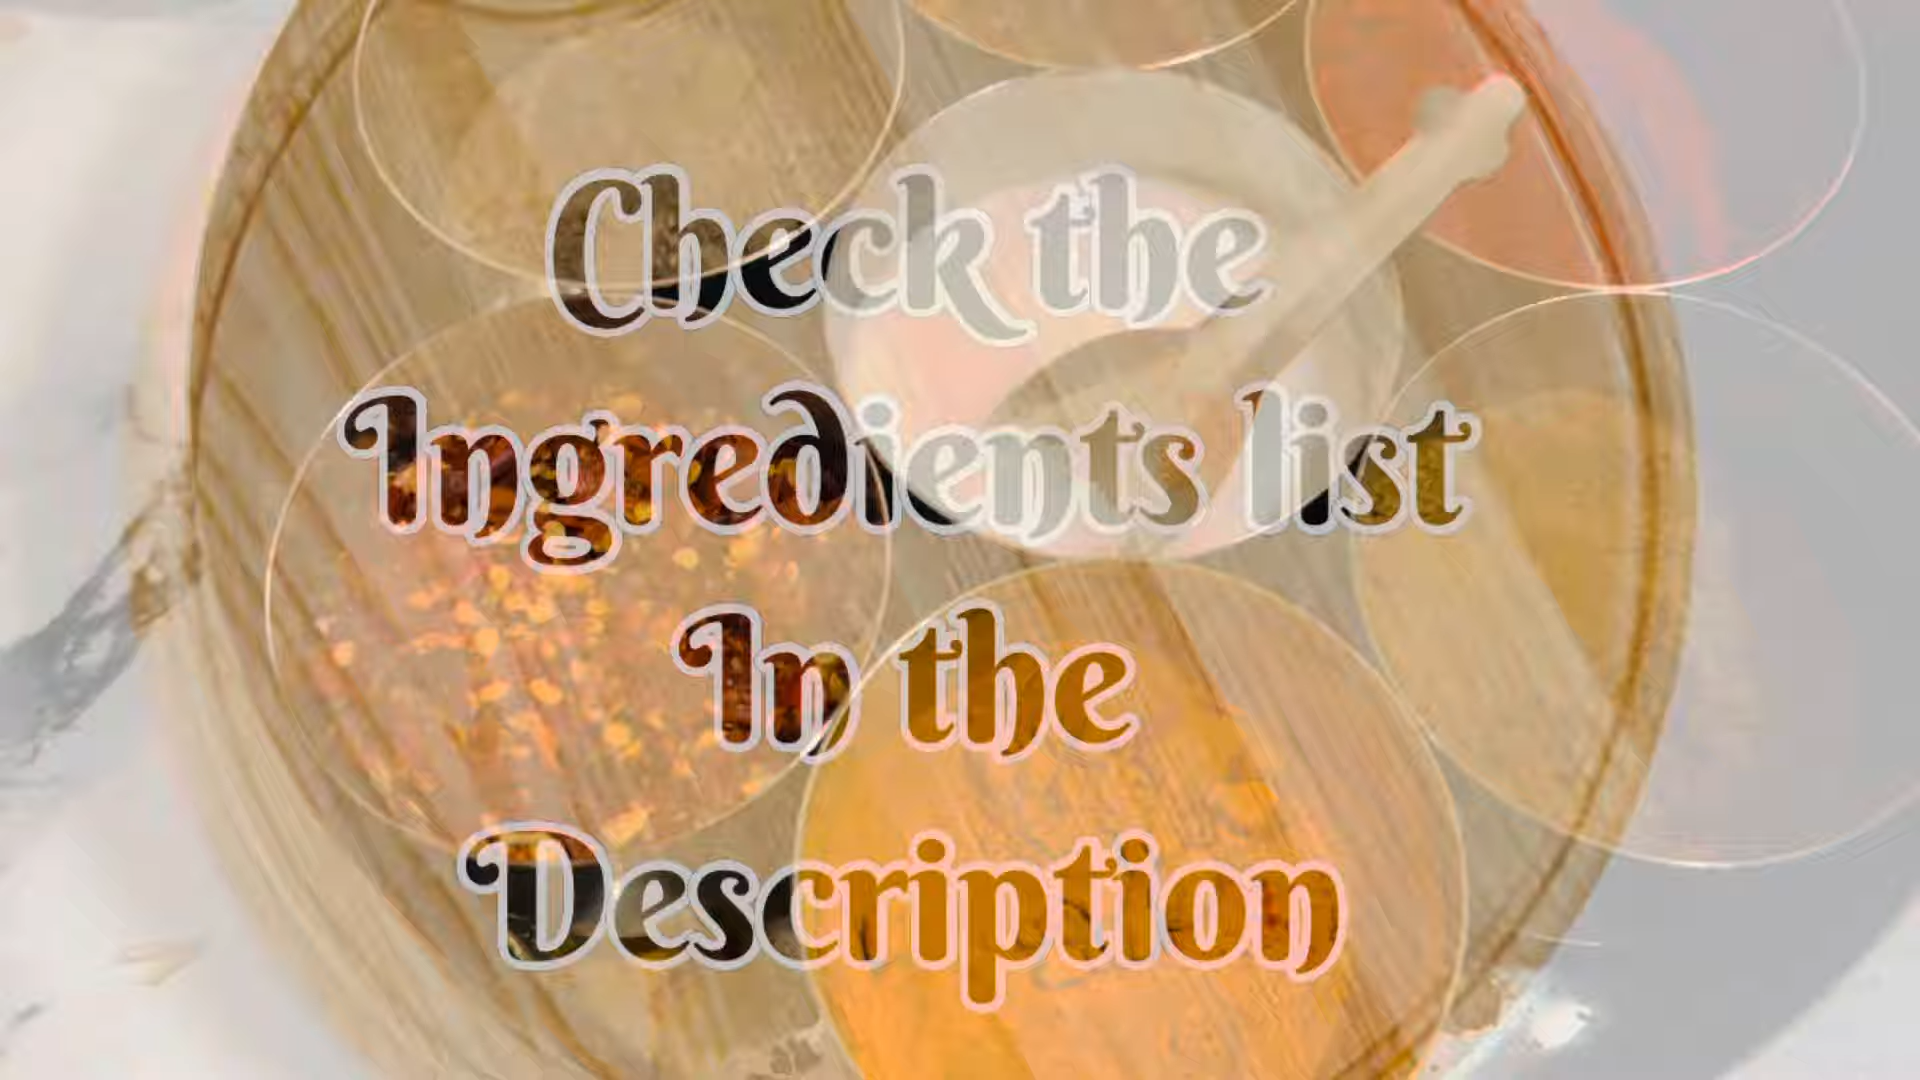 Check the
Ingredients list
In the
Description